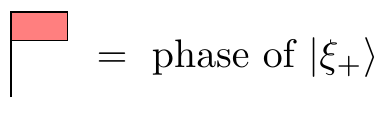 = phase of |ξ₊⟩